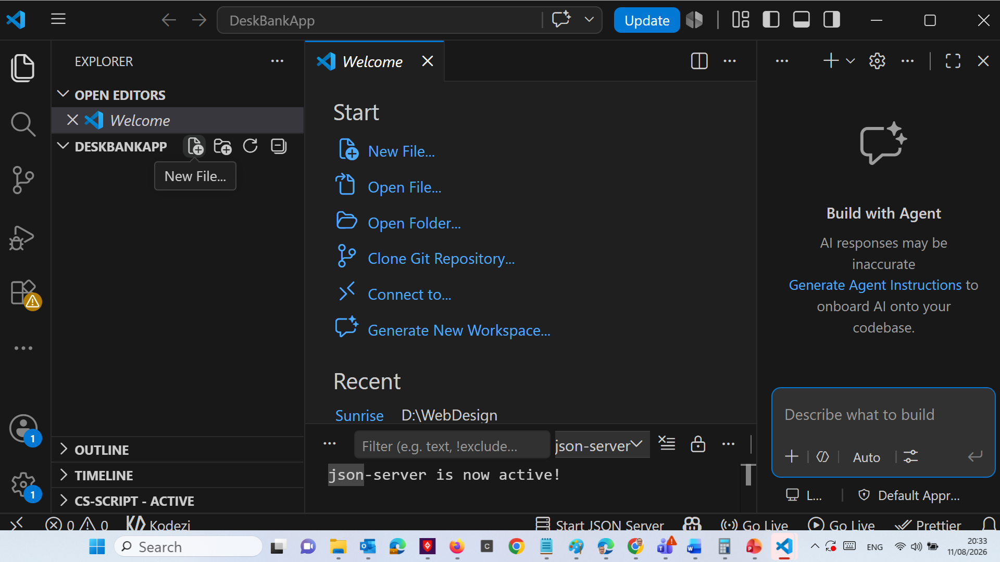 DeskBankApp
Update
EXPLORER
OPEN EDITORS
Welcome
DESKBANKAPP
New File...
OUTLINE
TIMELINE
CS-SCRIPT - ACTIVE
Welcome
Start
New File...
Open File...
Open Folder...
Clone Git Repository...
Connect to...
Generate New Workspace...
Recent
Sunrise D:\WebDesign
Filter (e.g. text, !exclude... json-server
json-server is now active!
Build with Agent
AI responses may be
inaccurate
Generate Agent Instructions to
onboard AI onto your
codebase.
Describe what to build
Auto
L... Default Appr...
1
1
0 0 Kodezi Start JSON Server Go Live Go Live Prettier
Search
ENG
20:33
11/08/2026